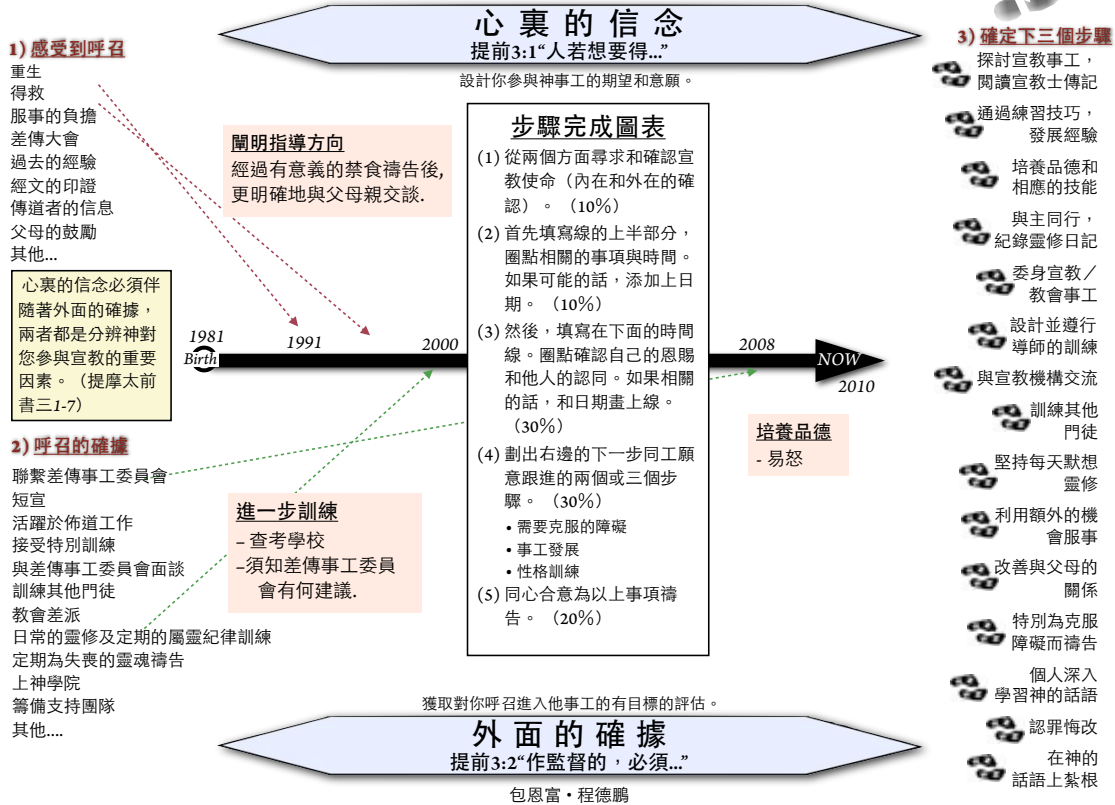 心裏的信念
提前3:1“人若想要得...”
設計你參與神事工的期望和意願。
1) 感受到呼召
重生
得救
服事的負擔
差傳大會
過去的經驗
經文的印證
傳道者的信息
父母的鼓勵
其他...
心裏的信念必須伴
隨著外面的確據，
兩者都是分辨神對
您參與宣教的重要
因素。（提摩太前
書三1-7）
2) 呼召的確據
聯繫差傳事工委員會
短宣
活躍於佈道工作
接受特別訓練
與差傳事工委員會面談
訓練其他門徒
教會差派
日常的靈修及定期的屬靈紀律訓練
定期為失喪的靈魂禱告
上神學院
籌備支持團隊
其他....
闡明指導方向
經過有意義的禁食禱告後,
更明確地與父母親交談.
1981
Birth
1991
2000
2008
NOW
2010
進一步訓練
– 查考學校
–須知差傳事工委員
會有何建議.
步驟完成圖表
(1) 從兩個方面尋求和確認宣
教使命（內在和外在的確
認）。（10%）
(2) 首先填寫線的上半部分，
圈點相關的事項與時間。
如果可能的話，添加上日
期。（10%）
(3) 然後，填寫在下面的時間
線。圈點確認自己的恩賜
和他人的認同。如果相關
的話，和日期畫上線。
（30%）
(4) 劃出右邊的下一步同工願
意跟進的兩個或三個步
驟。（30%）
• 需要克服的障礙
• 事工發展
• 性格訓練
(5) 同心合意為以上事項禱
告。（20%）
培養品德
- 易怒
3) 確定下三個步驟
探討宣教事工，
閱讀宣教士傳記
通過練習技巧，
發展經驗
培養品德和
相應的技能
與主同行，
紀錄靈修日記
委身宣教／
教會事工
設計並遵行
導師的訓練
與宣教機構交流
訓練其他
門徒
堅持每天默想
靈修
利用額外的機
會服事
改善與父母的
關係
特別為克服
障礙而禱告
個人深入
學習神的話語
認罪悔改
在神的
話語上紮根
獲取對你呼召進入他事工的有目標的評估。
外面的確據
提前3:2“作監督的，必須...”
包恩富・程德鵬